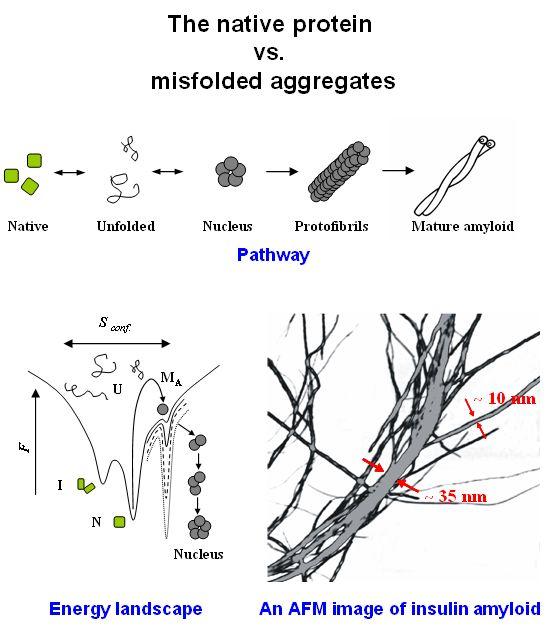 The native protein
vs.
misfolded aggregates
Native
Unfolded
Nucleus
Protofibrils
Mature amyloid
Pathway
S conf.
U
M A
F
I
N
Nucleus
~ 10 nm
~ 35 nm
Energy landscape
An AFM image of insulin amyloid